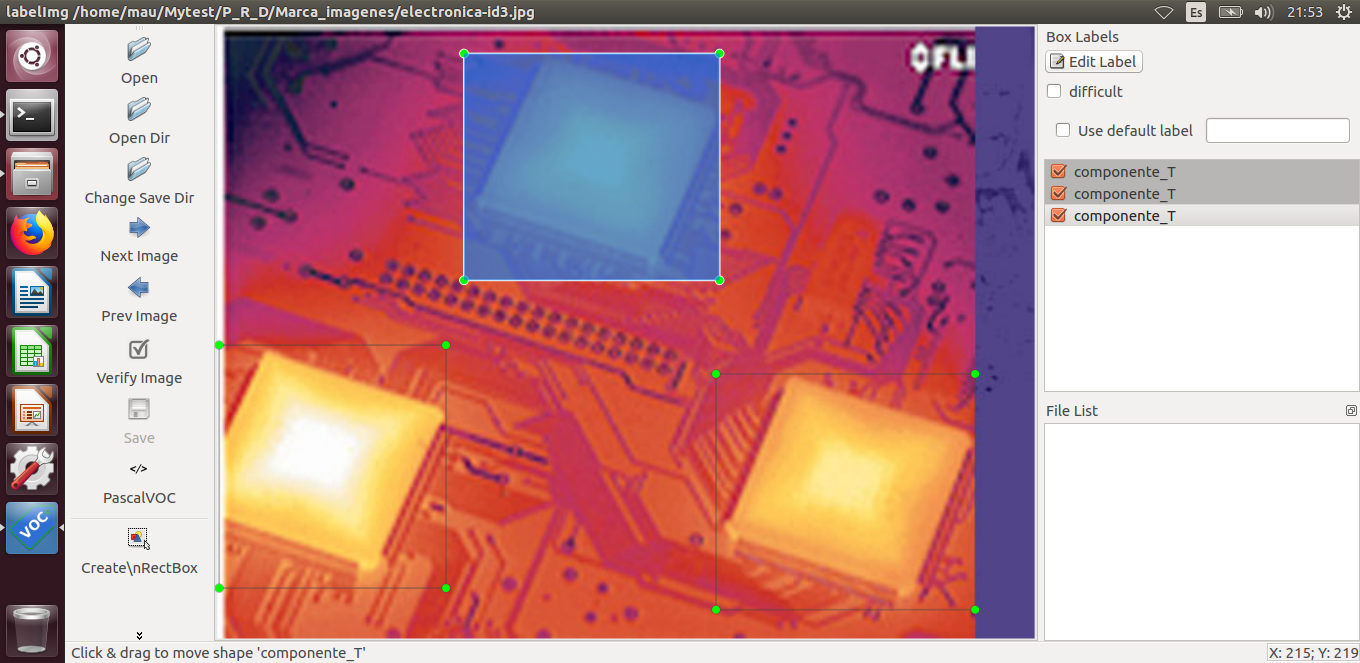 labelImg /home/mau/Mytest/P_R_D/Marca_imagenes/electronica-id3.jpg
Es
21:53
Open
Open Dir
Change Save Dir
Next Image
Prev Image
Verify Image
Save
</>
PascalVOC
Create\nRectBox
VOC
FLI
Box Labels
Edit Label
difficult
Use default label
componente_T
componente_T
componente_T
File List
Click & drag to move shape 'componente_T'
X: 215; Y: 219